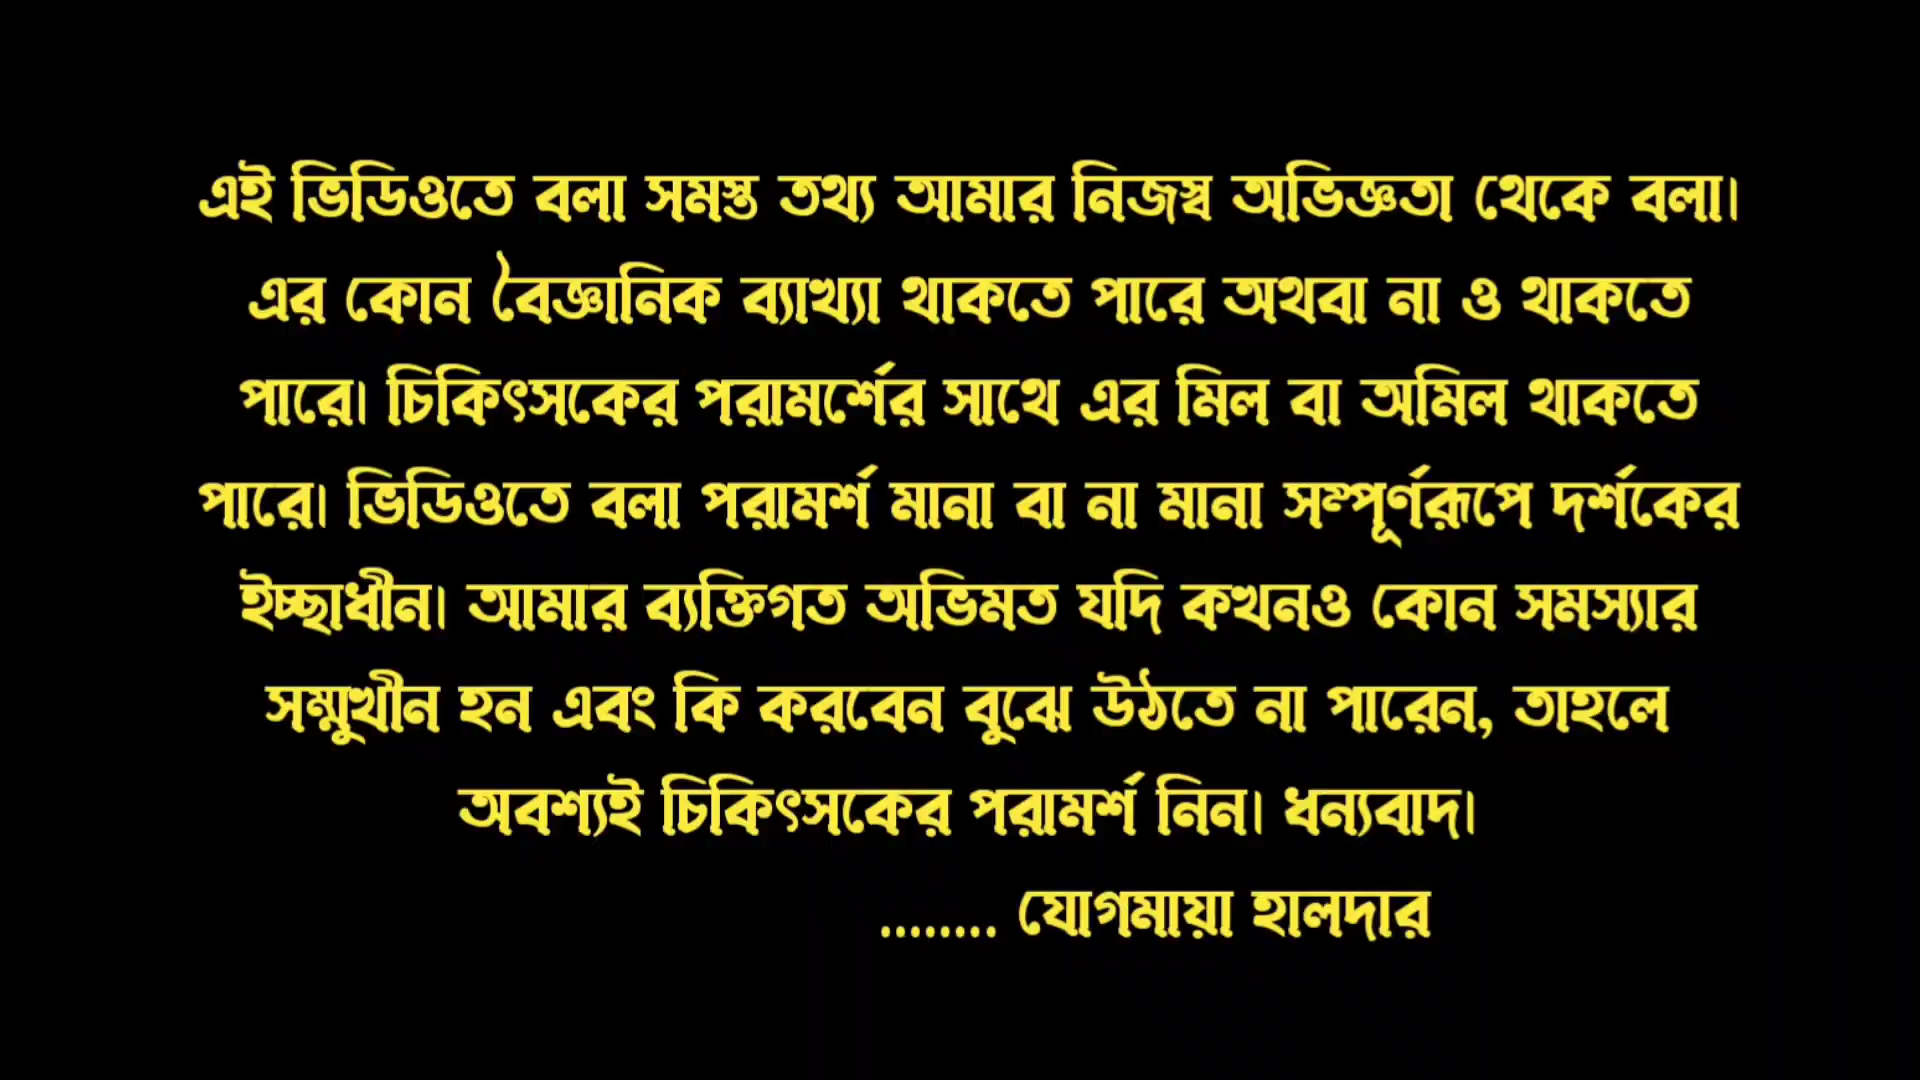 এই ভিডিওতে বলা সমস্ত তথ্য আমার নিজস্ব অভিজ্ঞতা থেকে বলা।
এর কোন বৈজ্ঞানিক ব্যাখ্যা থাকতে পারে অথবা না ও থাকতে
পারে। চিকিৎসকের পরামর্শের সাথে এর মিল বা অমিল থাকতে
পারে। ভিডিওতে বলা পরামর্শ মানা বা না মানা সম্পূর্ণরূপে দর্শকের
ইচ্ছাধীন। আমার ব্যক্তিগত অভিমত যদি কখনও কোন সমস্যার
সম্মুখীন হন এবং কি করবেন বুঝে উঠতে না পারেন, তাহলে
অবশ্যই চিকিৎসকের পরামর্শ নিন। ধন্যবাদ।
........ যোগমায়া হালদার